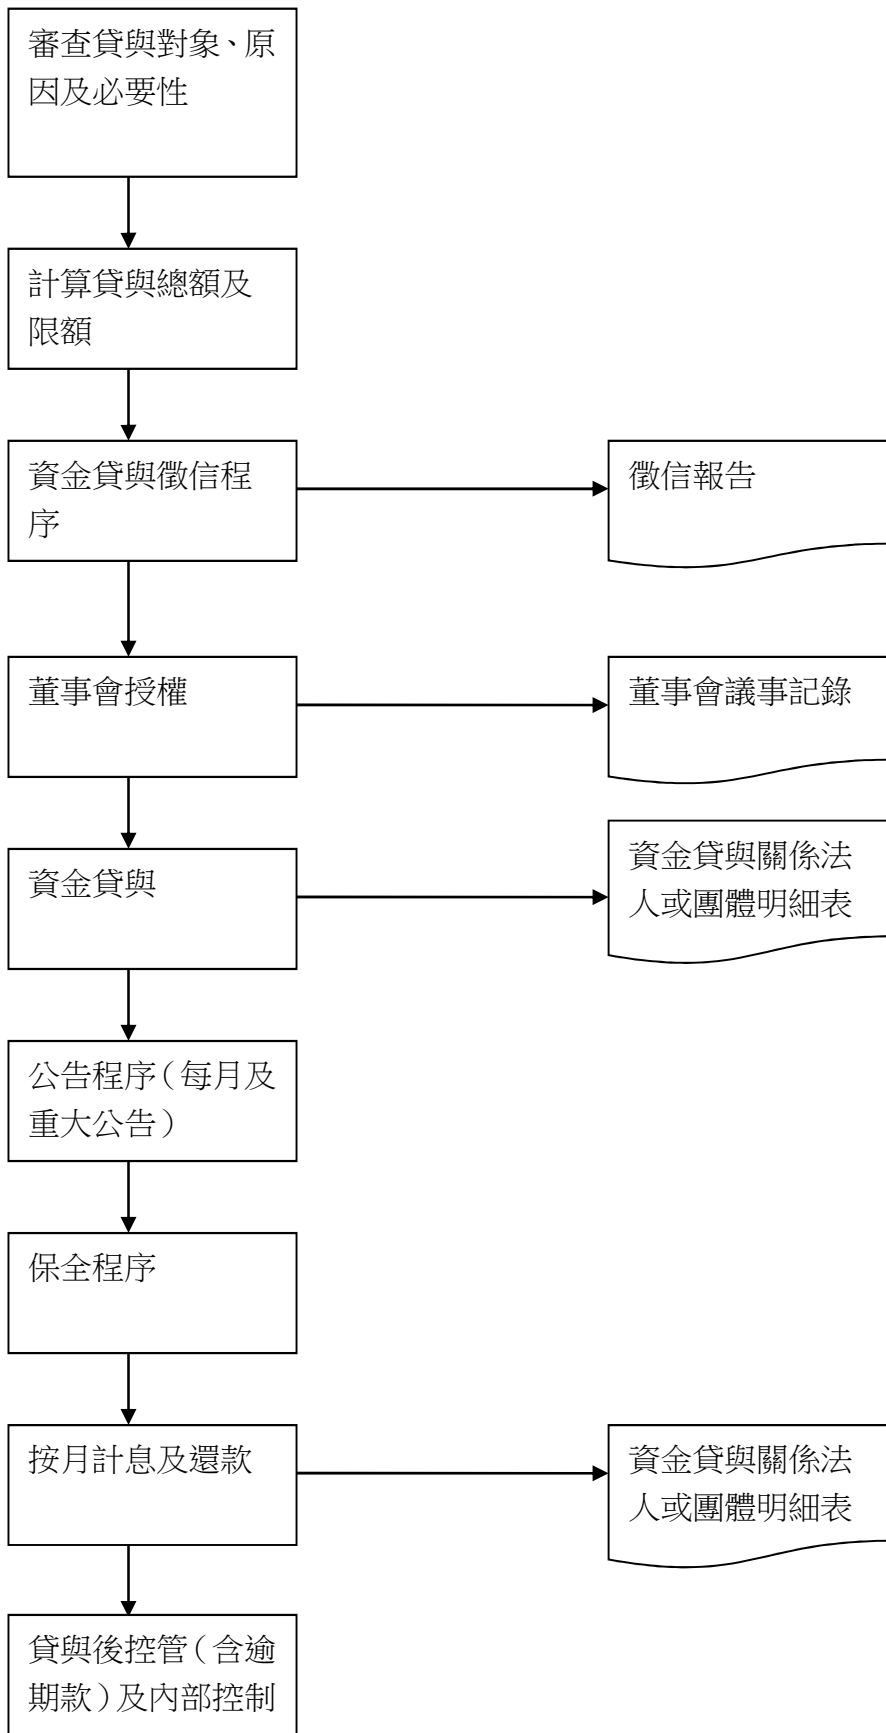 審查貸與對象、原
因及必要性
計算貸與總額及
限額
資金貸與徵信程
序
徵信報告
董事會授權
董事會議事記錄
資金貸與
資金貸與關係法
人或團體明細表
公告程序（每月及
重大公告）
保全程序
按月計息及還款
資金貸與關係法
人或團體明細表
貸與後控管（含逾
期款）及內部控制